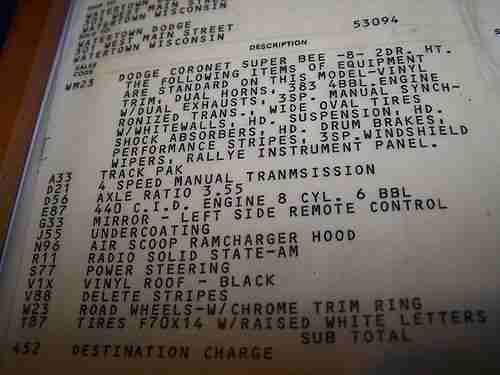 WATERTOWN WISCONSIN
WATERTOWN DODGE
WEST MAIN STREET
WATERTOWN WISCONSIN
53094
SALES CODE
DESCRIPTION
WM23 DODGE CORONET SUPER BEE -8- 2DR. HT.
THE FOLLOWING ITEMS OF EQUIPMENT
ARE STANDARD ON THIS MODEL-VINYL
TRIM, DUAL HORNS, 383 4BBL ENGINE
W/DUAL EXHAUSTS, 3SP. MANUAL SYNCH-
RONIZED TRANS., WIDE OVAL TIRES
W/WHITEWALLS, HD. SUSPENSION, HD.
SHOCK ABSORBERS, HD. DRUM BRAKES,
PERFORMANCE STRIPES, 3SP.WINDSHIELD
WIPERS, RALLYE INSTRUMENT PANEL.
A33 TRACK PAK
D21 4 SPEED MANUAL TRANMSISSION
D56 AXLE RATIO 3.55
E87 440 C.I.D. ENGINE 8 CYL. 6 BBL
G33 MIRROR - LEFT SIDE REMOTE CONTROL
J55 UNDERCOATING
N96 AIR SCOOP RAMCHARGER HOOD
R11 RADIO SOLID STATE-AM
S77 POWER STEERING
V1X VINYL ROOF - BLACK
V88 DELETE STRIPES
W23 ROAD WHEELS-W/CHROME TRIM RING
T87 TIRES F70X14 W/RAISED WHITE LETTERS
SUB TOTAL
452 DESTINATION CHARGE